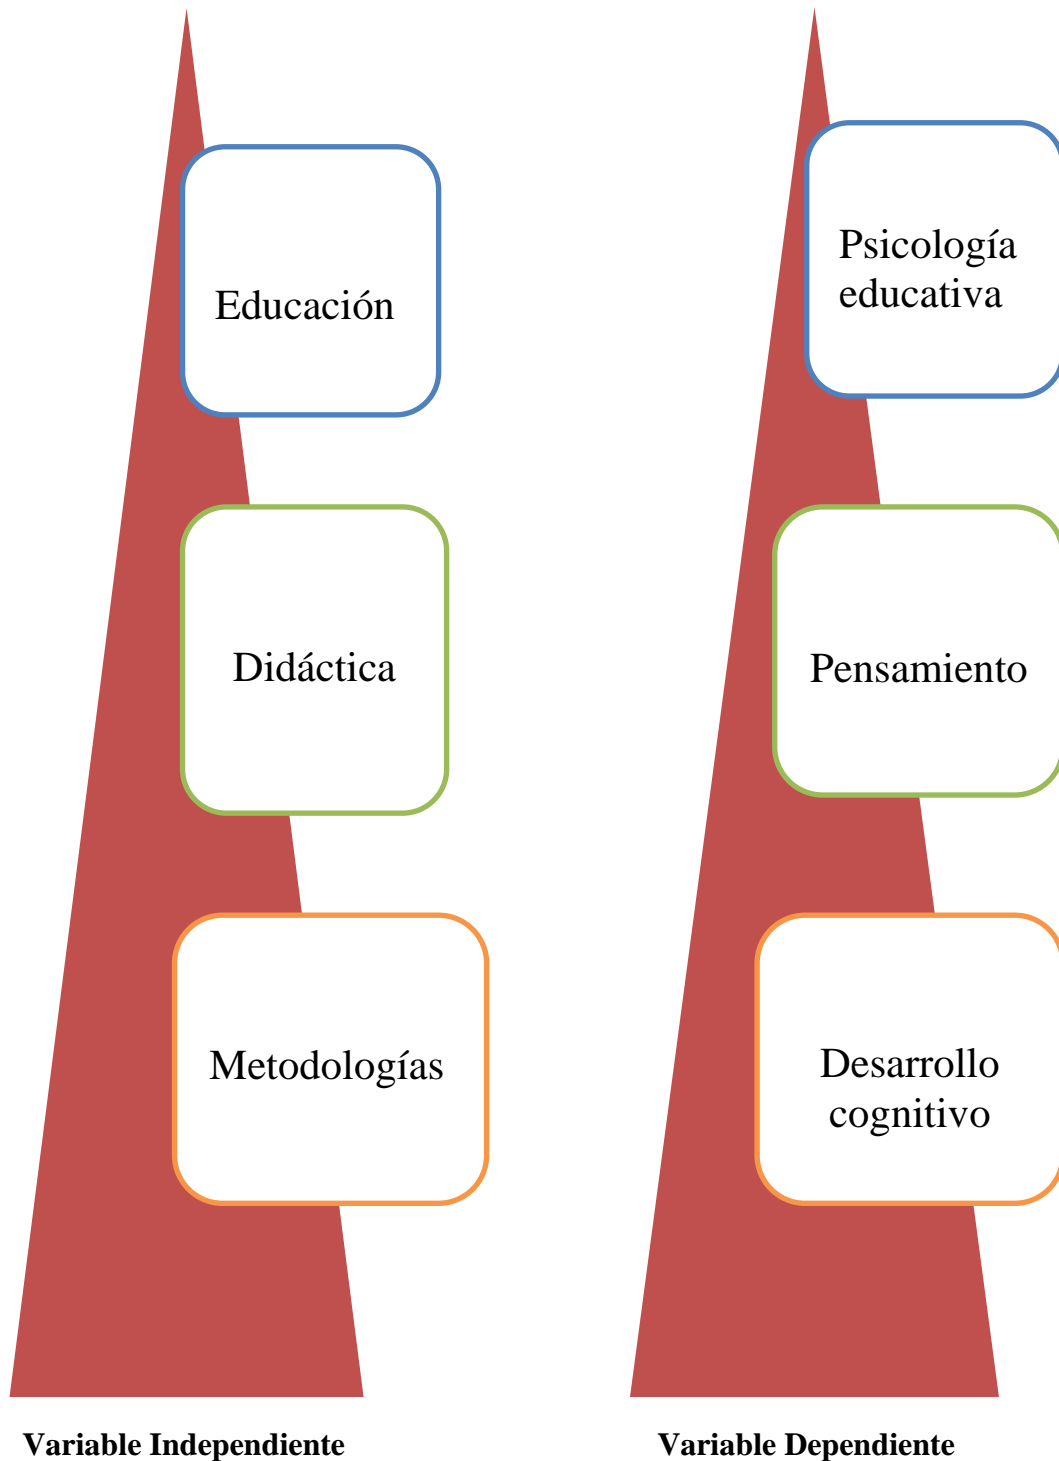 Educación
Didáctica
Metodologías
Variable Independiente
Psicología
educativa
Pensamiento
Desarrollo
cognitivo
Variable Dependiente